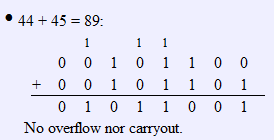 • 44 + 45 = 89:
1 1 1
0 0 1 0 1 1 0 0
+ 0 0 1 0 1 1 0 1
0 1 0 1 1 0 0 1
No overflow nor carryout.